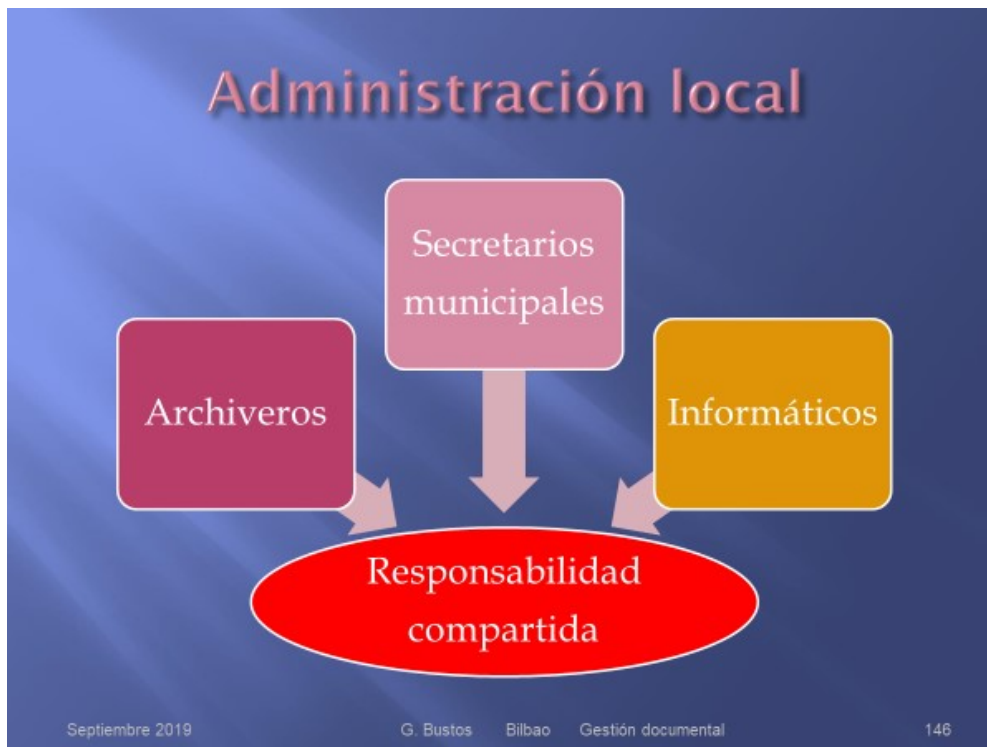 Administración local
Secretarios
municipales
Archiveros
Informáticos
Responsabilidad
compartida
Septiembre 2019 G. Bustos Bilbao Gestión documental 146